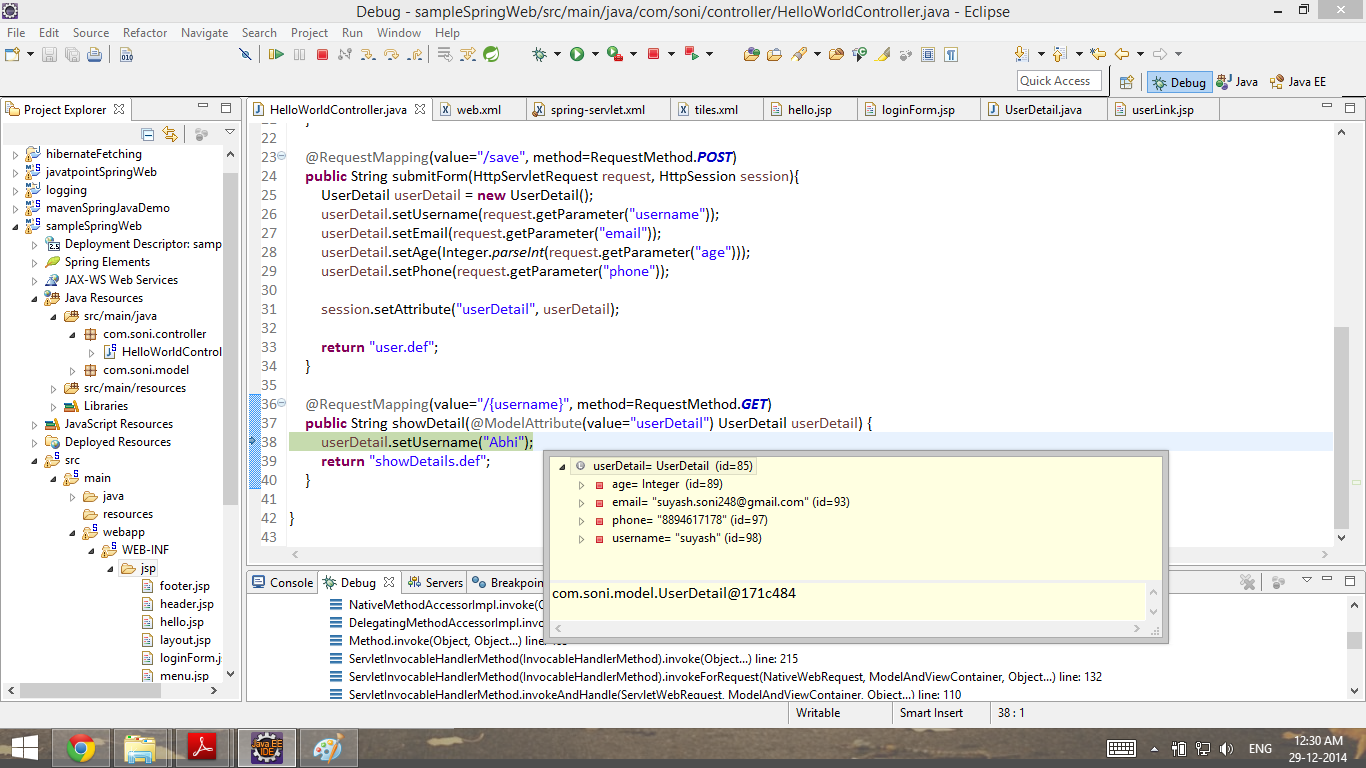 Debug - sampleSpringWeb/src/main/java/com/soni/controller/HelloWorldController.java - Eclipse
File Edit Source Refactor Navigate Search Project Run Window Help
Quick Access Debug Java Java EE
Project Explorer
hibernateFetching
javatpointSpringWeb
logging
mavenSpringJavaDemo
sampleSpringWeb
Deployment Descriptor: samp
Spring Elements
JAX-WS Web Services
Java Resources
src/main/java
com.soni.controller
HelloWorldControl
com.soni.model
src/main/resources
Libraries
JavaScript Resources
Deployed Resources
src
main
java
resources
webapp
WEB-INF
jsp
footer.jsp
header.jsp
hello.jsp
layout.jsp
loginForm.j
menu.jsp
HelloWorldController.java web.xml spring-servlet.xml tiles.xml hello.jsp loginForm.jsp UserDetail.java userLink.jsp
22
23 @RequestMapping(value="/save", method=RequestMethod.POST)
24 public String submitForm(HttpServletRequest request, HttpSession session){
25 UserDetail userDetail = new UserDetail();
26 userDetail.setUsername(request.getParameter("username"));
27 userDetail.setEmail(request.getParameter("email"));
28 userDetail.setAge(Integer.parseInt(request.getParameter("age")));
29 userDetail.setPhone(request.getParameter("phone"));
30
31 session.setAttribute("userDetail", userDetail);
32
33 return "user.def";
34 }
35
36 @RequestMapping(value="/{username}", method=RequestMethod.GET)
37 public String showDetail(@ModelAttribute(value="userDetail") UserDetail userDetail) {
38 userDetail.setUsername("Abhi");
39 return "showDetails.def";
40 }
41
42 }
43
userDetail= UserDetail (id=85)
age= Integer (id=89)
email= "suyash.soni248@gmail.com" (id=93)
phone= "8894617178" (id=97)
username= "suyash" (id=98)
com.soni.model.UserDetail@171c484
Console Debug Servers Breakpoin
NativeMethodAccessorImpl.invoke(
DelegatingMethodAccessorImpl.invo
Method.invoke(Object, Object...) line:
ServletInvocableHandlerMethod(InvocableHandlerMethod).invoke(Object...) line: 215
ServletInvocableHandlerMethod(InvocableHandlerMethod).invokeForRequest(NativeWebRequest, ModelAndViewContainer, Object...) line: 132
ServletInvocableHandlerMethod.invokeAndHandle(ServletWebRequest, ModelAndViewContainer, Object...) line: 110
Writable Smart Insert 38 : 1
Java EE
IDE
ENG
12:30 AM
29-12-2014